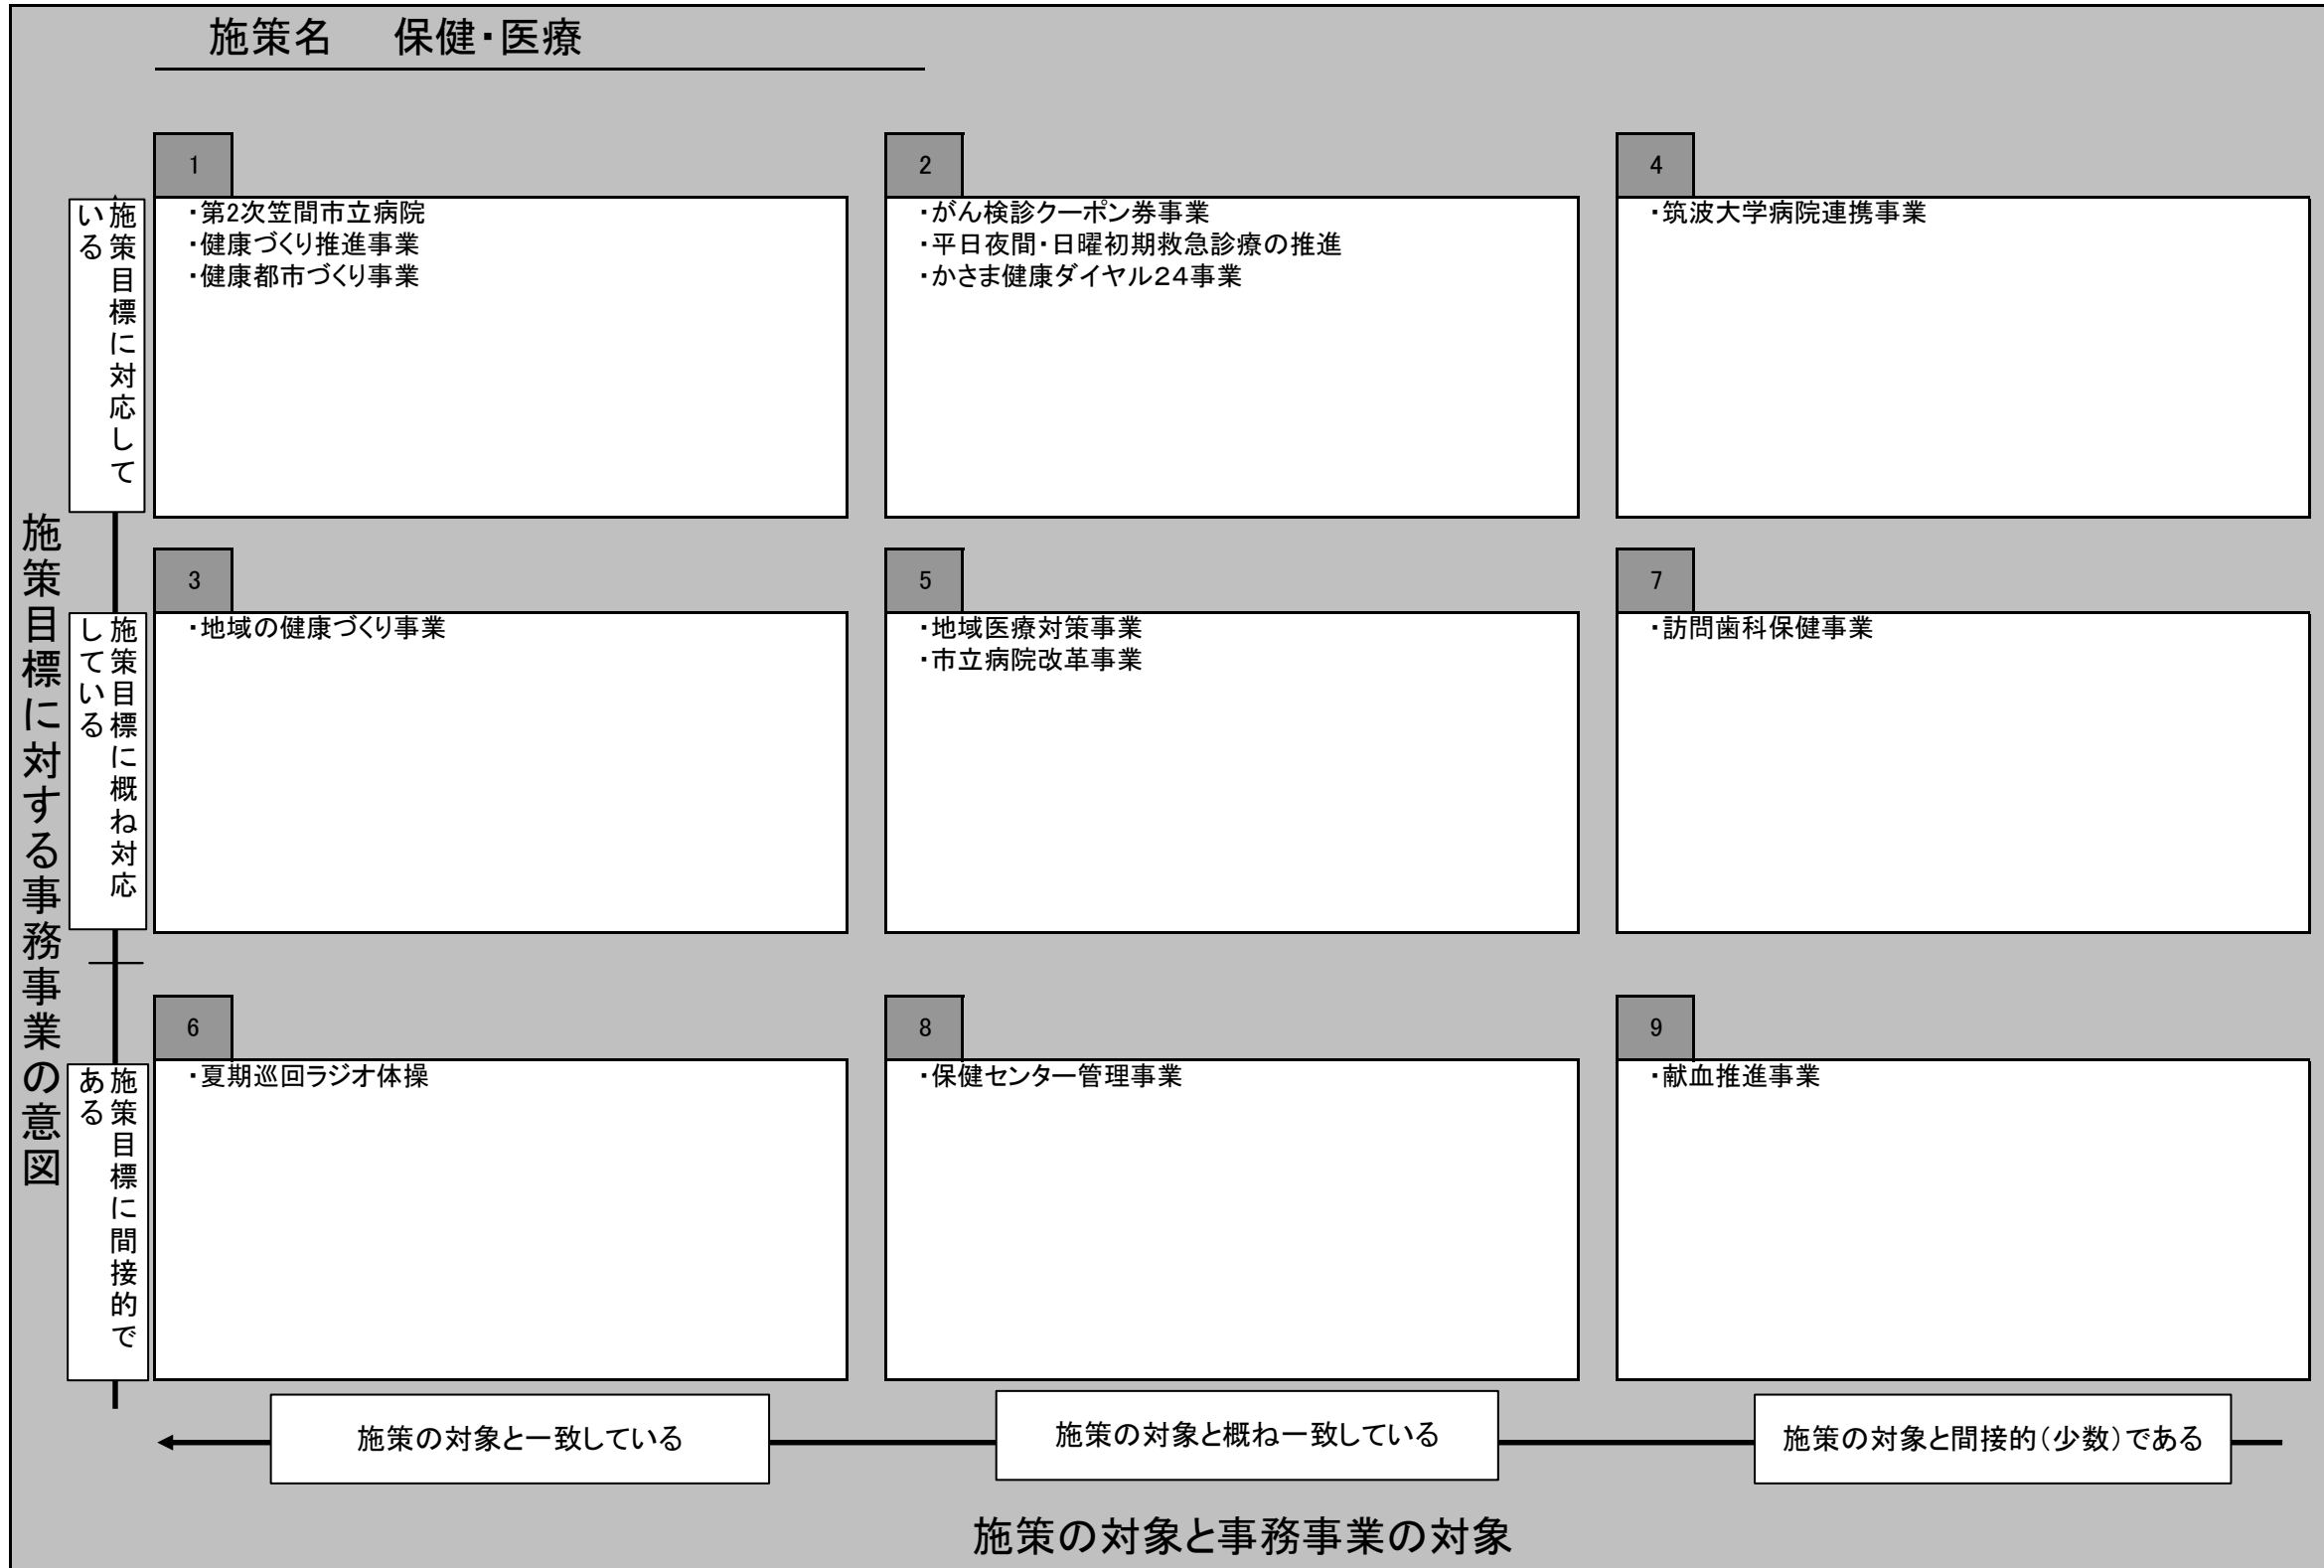 施策名　保健・医療
1
・第2次笠間市立病院
・健康づくり推進事業
・健康都市づくり事業
2
・がん検診クーポン券事業
・平日夜間・日曜初期救急診療の推進
・かさま健康ダイヤル24事業
4
・筑波大学病院連携事業
施策目標に対応して
いる
3
・地域の健康づくり事業
5
・地域医療対策事業
・市立病院改革事業
7
・訪問歯科保健事業
施策目標に概ね対応
している
6
・夏期巡回ラジオ体操
8
・保健センター管理事業
9
・献血推進事業
施策目標に間接的で
ある
施策目標に対する事務事業の意図
施策の対象と一致している
施策の対象と概ね一致している
施策の対象と間接的（少数）である
施策の対象と事務事業の対象